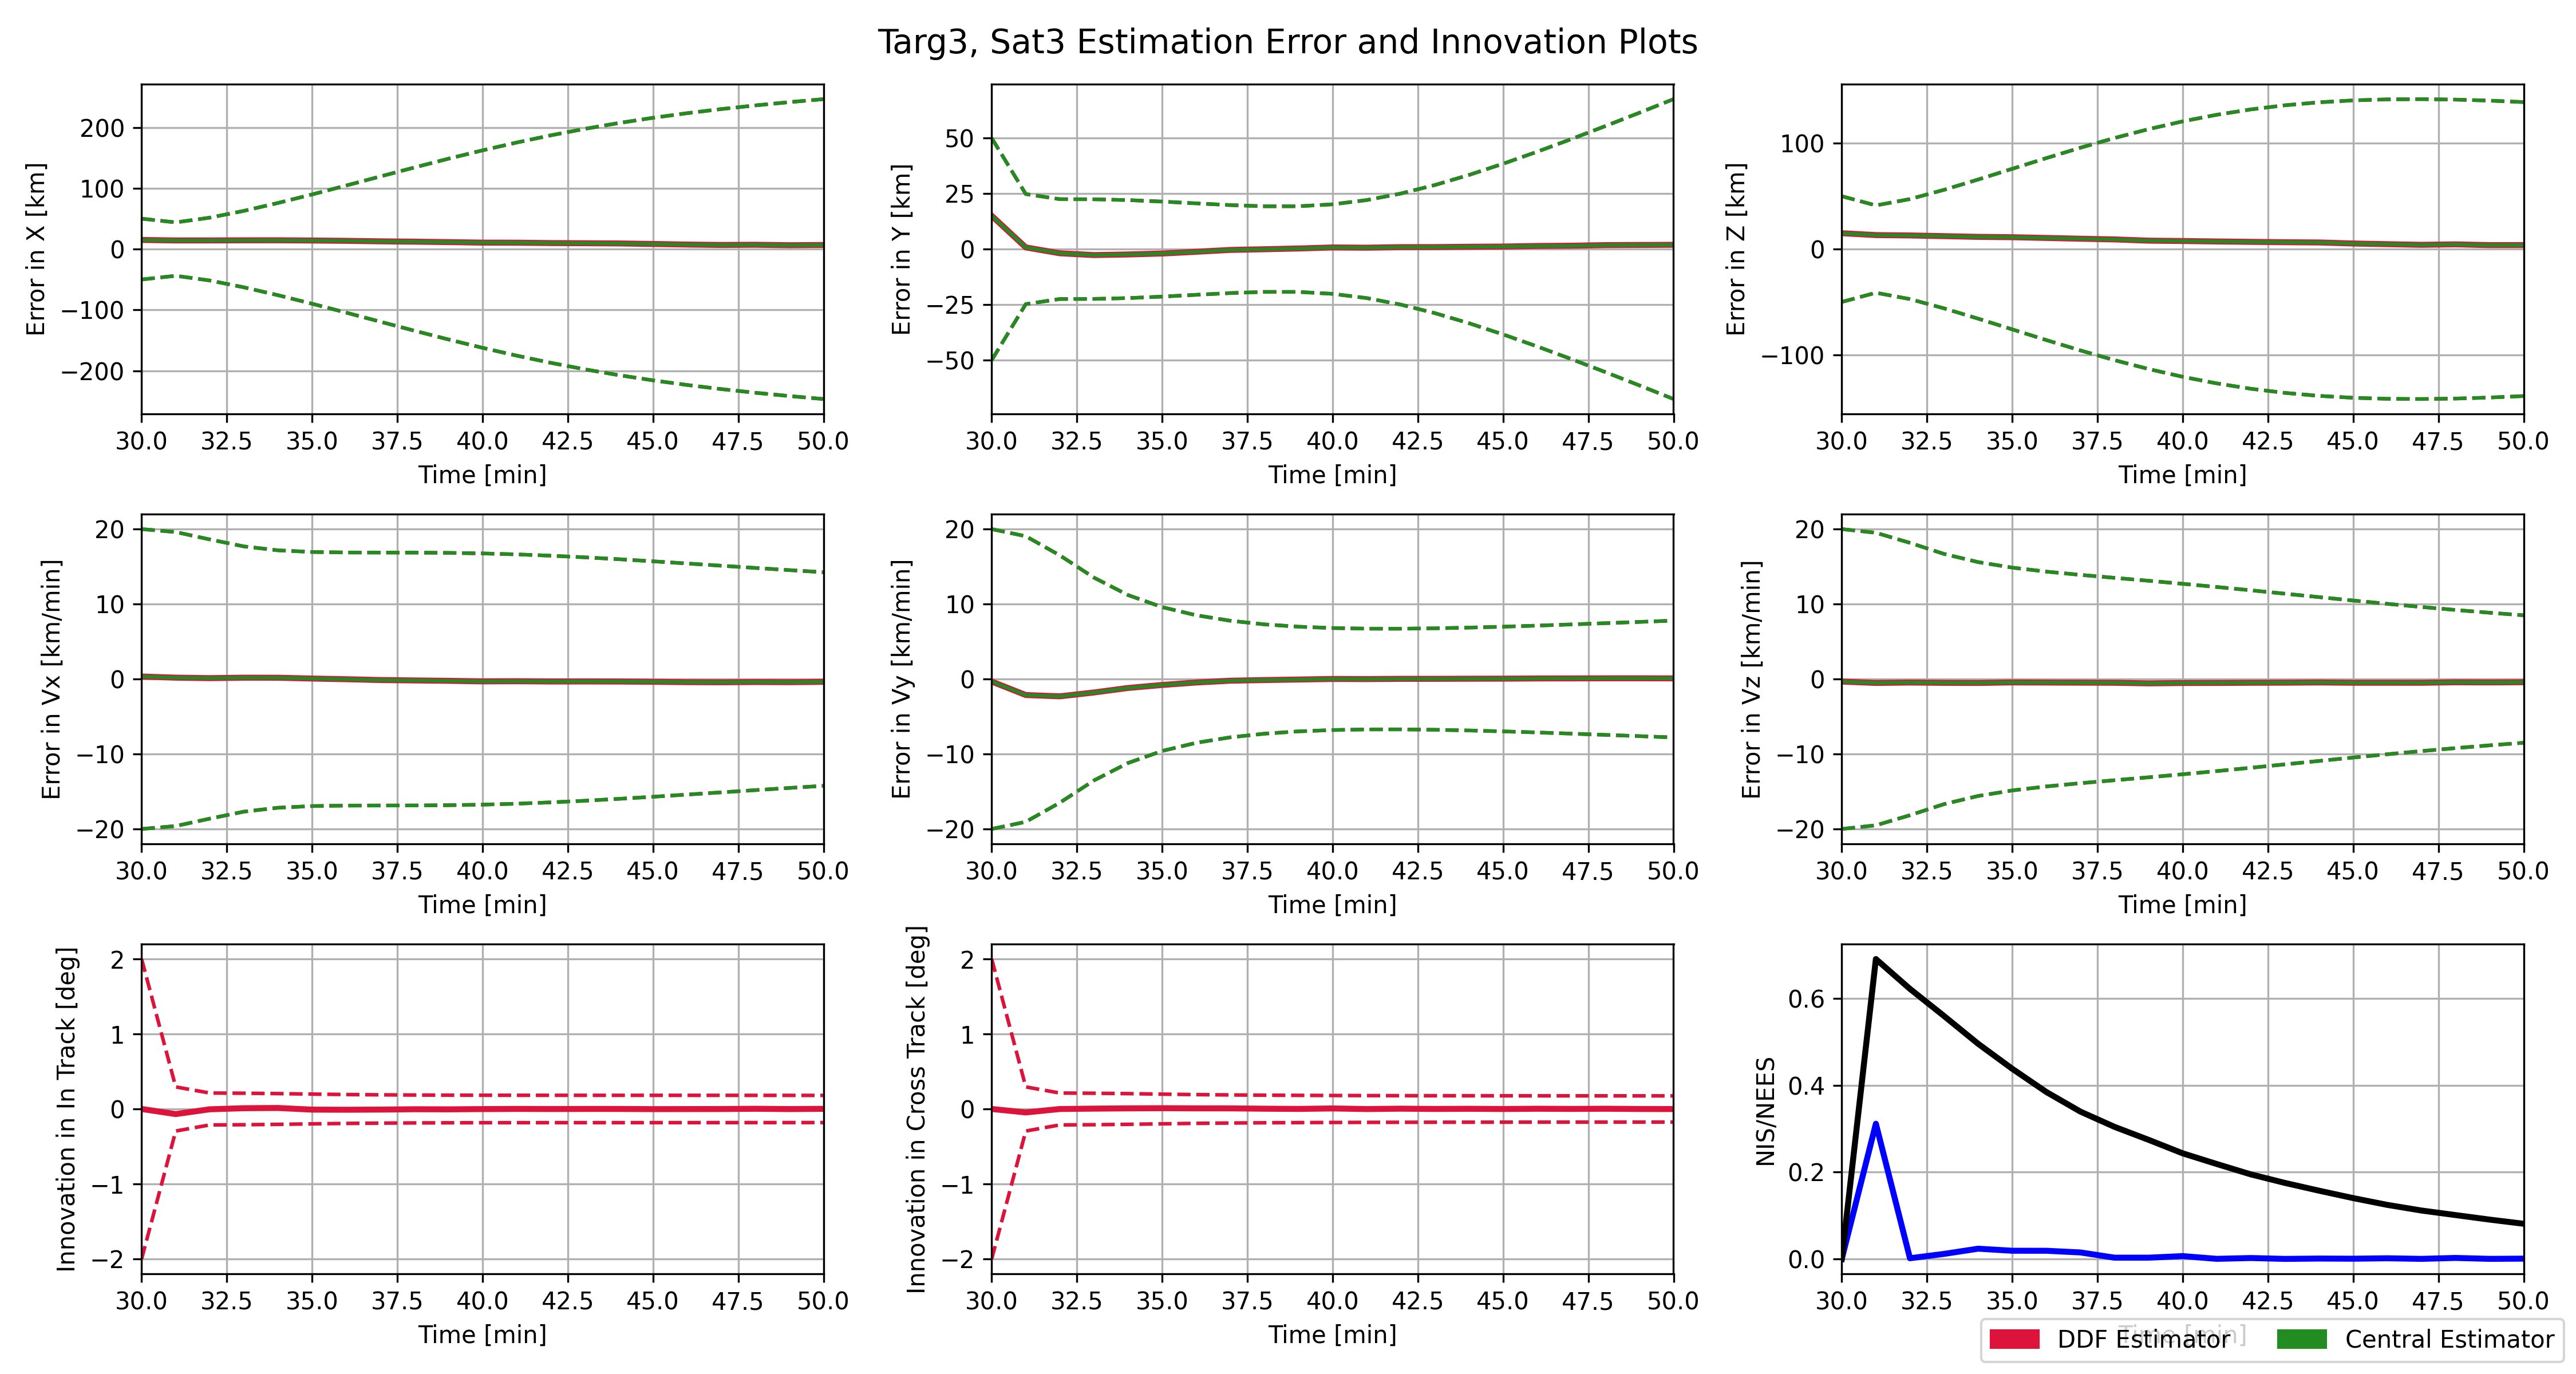 Targ3, Sat3 Estimation Error and Innovation Plots
Error in X [km]
200
100
0
−100
−200
30.0 32.5 35.0 37.5 40.0 42.5 45.0 47.5 50.0
Time [min]
Error in Y [km]
50
25
0
−25
−50
30.0 32.5 35.0 37.5 40.0 42.5 45.0 47.5 50.0
Time [min]
Error in Z [km]
100
0
−100
30.0 32.5 35.0 37.5 40.0 42.5 45.0 47.5 50.0
Time [min]
Error in Vx [km/min]
20
10
0
−10
−20
30.0 32.5 35.0 37.5 40.0 42.5 45.0 47.5 50.0
Time [min]
Error in Vy [km/min]
20
10
0
−10
−20
30.0 32.5 35.0 37.5 40.0 42.5 45.0 47.5 50.0
Time [min]
Error in Vz [km/min]
20
10
0
−10
−20
30.0 32.5 35.0 37.5 40.0 42.5 45.0 47.5 50.0
Time [min]
Innovation in In Track [deg]
2
1
0
−1
−2
30.0 32.5 35.0 37.5 40.0 42.5 45.0 47.5 50.0
Time [min]
Innovation in Cross Track [deg]
2
1
0
−1
−2
30.0 32.5 35.0 37.5 40.0 42.5 45.0 47.5 50.0
Time [min]
NIS/NEES
0.6
0.4
0.2
0.0
30.0 32.5 35.0 37.5 40.0 42.5 45.0 47.5 50.0
Time [min]
DDF Estimator
Central Estimator